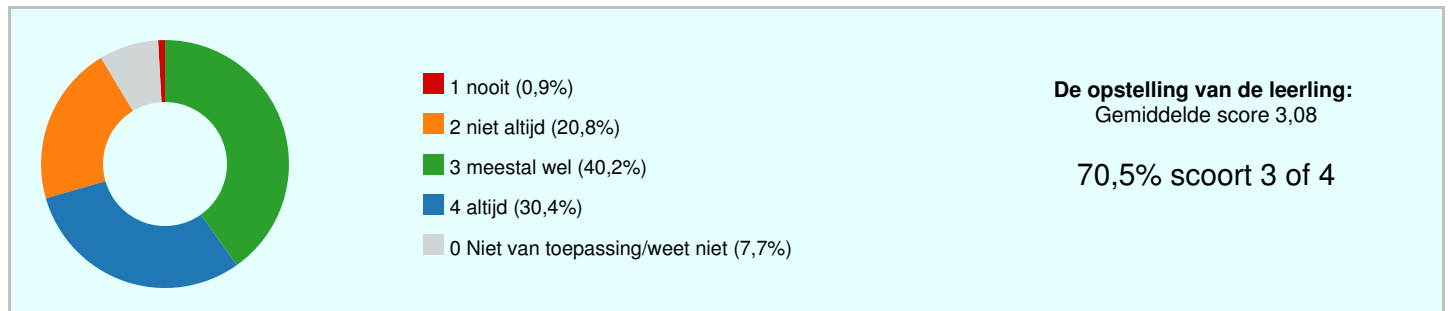 1 nooit (0,9%)
2 niet altijd (20,8%)
3 meestal wel (40,2%)
4 altijd (30,4%)
0 Niet van toepassing/weet niet (7,7%)
De opstelling van de leerling:
Gemiddelde score 3,08
70,5% scoort 3 of 4